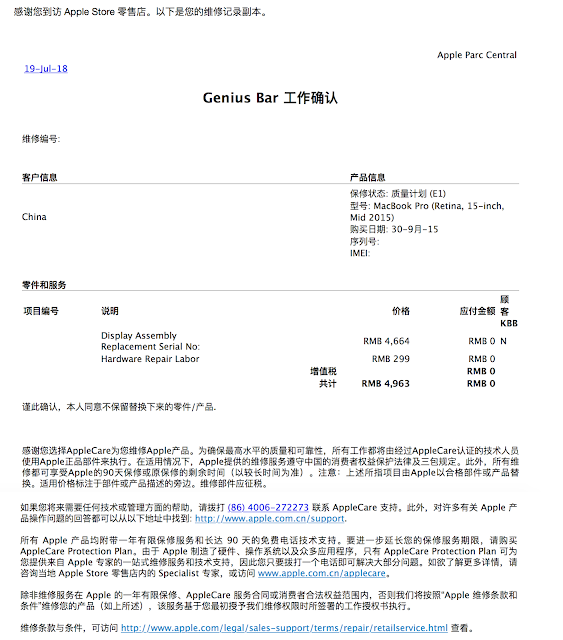 感谢您到访 Apple Store 零售店。以下是您的维修记录副本。
Apple Parc Central
19-Jul-18
Genius Bar 工作确认
维修编号:
客户信息
产品信息
China
保修状态: 质量计划 (E1)
型号: MacBook Pro (Retina, 15-inch,
Mid 2015)
购买日期: 30-9月-15
序列号:
IMEI:
零件和服务
项目编号 说明 价格 应付金额 顾客 KBB
Display Assembly
Replacement Serial No: RMB 4,664 RMB 0 N
Hardware Repair Labor RMB 299 RMB 0
增值税 RMB 0
共计 RMB 4,963 RMB 0
谨此确认，本人同意不保留替换下来的零件/产品.
感谢您选择AppleCare为您维修Apple产品。为确保最高水平的质量和可靠性，所有工作都将由经过AppleCare认证的技术人员
使用Apple正品部件来执行。在适用情况下，Apple提供的维修服务遵守中国的消费者权益保护法律及三包规定。此外，所有维
修都可享受Apple的90天保修或原保修的剩余时间（以较长时间为准）。注意：上述所指项目由Apple以合格部件或产品替
换。适用价格标注于部件或产品描述的旁边。维修部件应征税。
如果您将来需要任何技术或管理方面的帮助，请拨打 (86) 4006-272273 联系 AppleCare 支持。此外，对许多有关 Apple 产
品操作问题的回答都可以从以下地址中找到: http://www.apple.com.cn/support.
所有 Apple 产品均附带一年有限保修服务和长达 90 天的免费电话技术支持。要进一步延长您的保修服务期限，请购买
AppleCare Protection Plan。由于 Apple 制造了硬件、操作系统以及众多应用程序，只有 AppleCare Protection Plan 可为
您提供来自 Apple 专家的一站式维修服务和技术支持，因此您只要拨打一个电话即可解决大部分问题。如欲了解更多详情，请
咨询当地 Apple Store 零售店内的 Specialist 专家，或访问 www.apple.com.cn/applecare。
除非维修服务在 Apple 的一年有限保修、AppleCare 服务合同或消费者合法权益范围内，否则我们将按照“Apple 维修条款和
条件”维修您的产品（如上所述），该服务基于您最初授予我们维修权限时所签署的工作授权书执行。
维修条款与条件，可访问 http://www.apple.com/legal/sales-support/terms/repair/retailservice.html 查看。